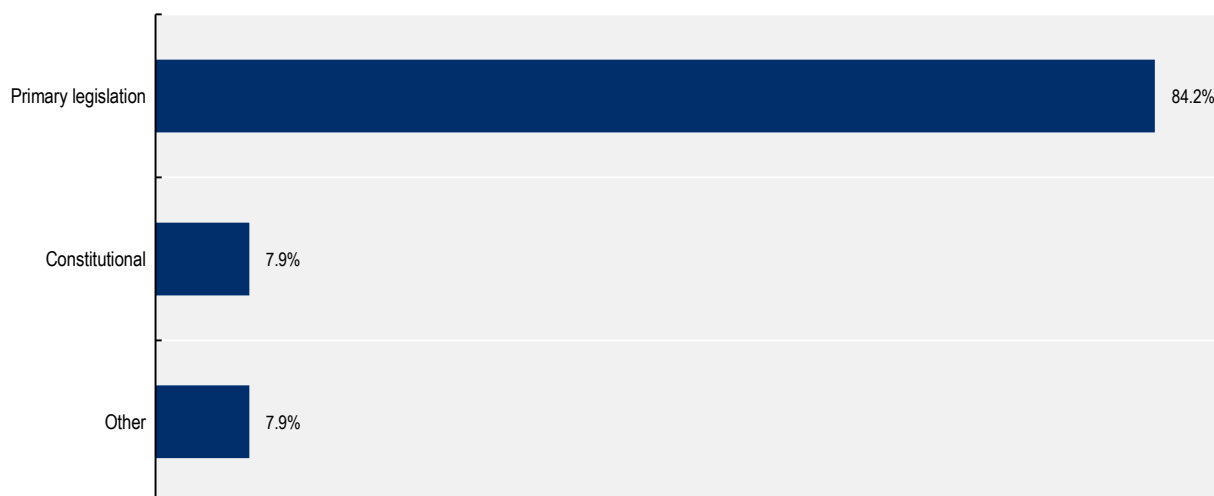 Primary legislation
84.2%
Constitutional
7.9%
Other
7.9%